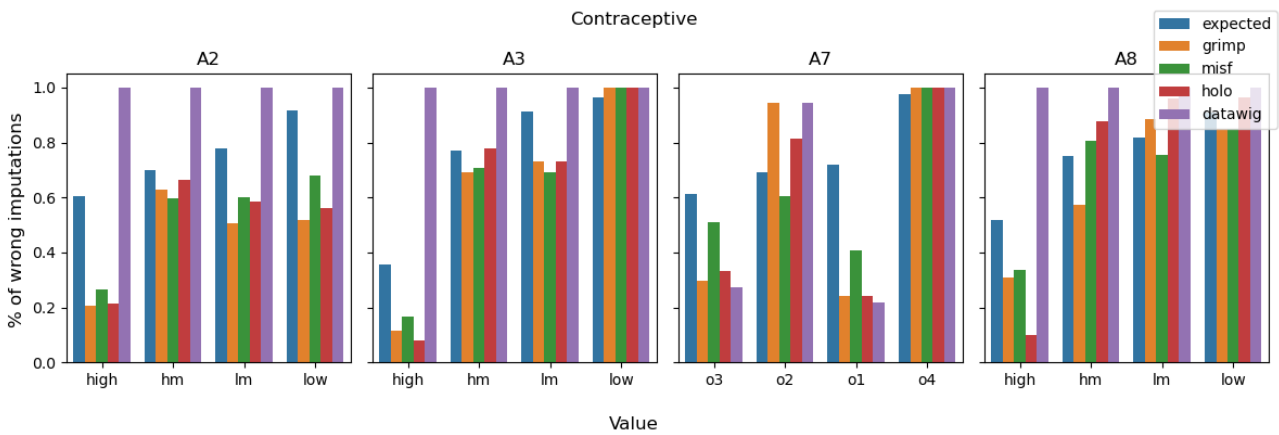 Contraceptive
expected
grimp
misf
holo
datawig
A2
A3
A7
A8
% of wrong imputations
1.0
0.8
0.6
0.4
0.2
0.0
high hm lm low
high hm lm low
o3 o2 o1 o4
high hm lm low
Value